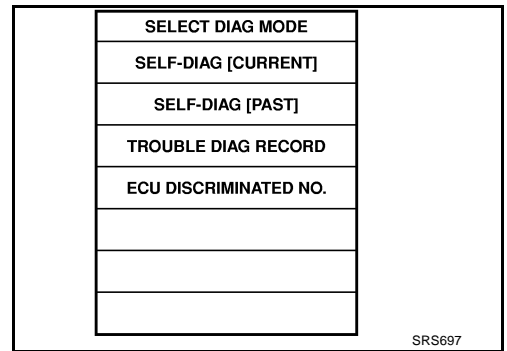 SELECT DIAG MODE
SELF-DIAG [CURRENT]
SELF-DIAG [PAST]
TROUBLE DIAG RECORD
ECU DISCRIMINATED NO.
SRS697